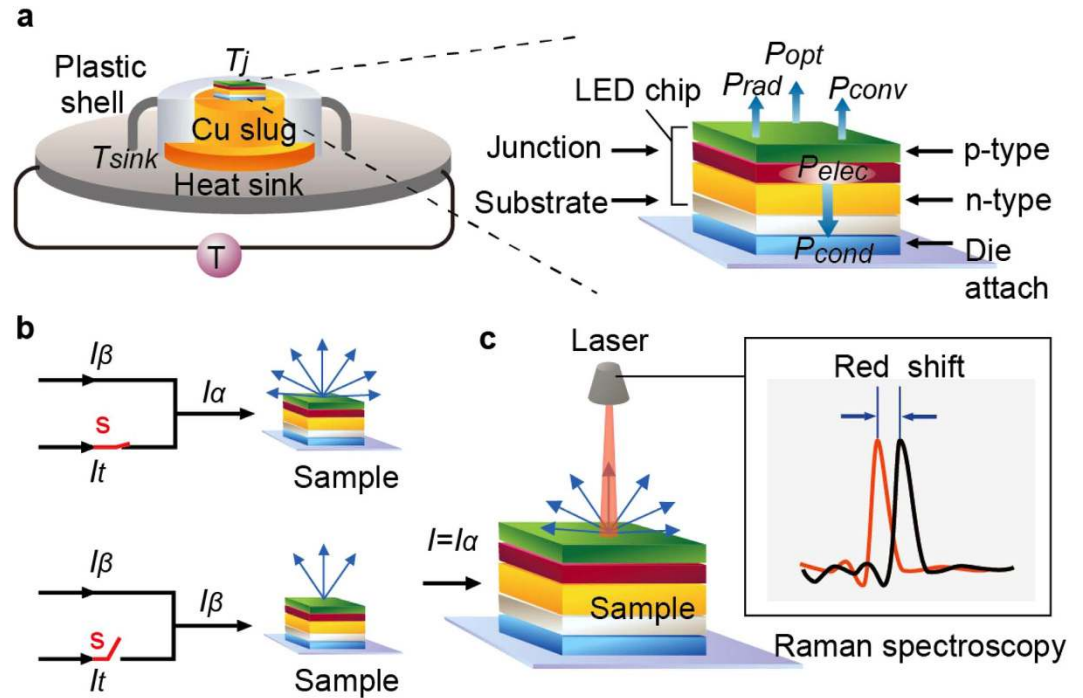 a
Tj
Plastic
shell
Cu slug
Tsink
Heat sink
T
Popt
Prad
Pconv
LED chip
Junction
p-type
Pelec
Substrate
n-type
Pcond
Die
attach
b
Iβ
Iα
S
It
Sample
Iβ
Iβ
S
It
Sample
c
Laser
Red shift
I=Iα
Sample
Raman spectroscopy